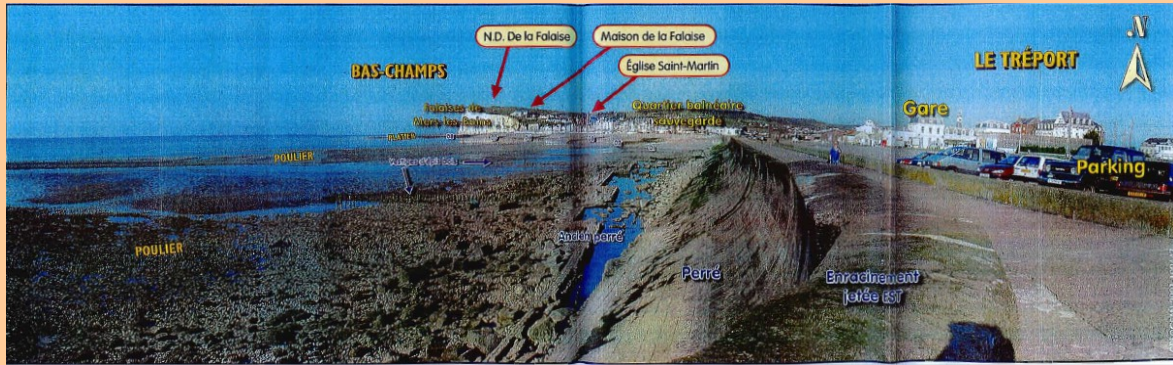 N.D. De la Falaise
Maison de la Falaise
Église Saint-Martin
.N
BAS-CHAMPS
LE TRÉPORT
Falaises de
Mers-les-Bains
Quartier balnéaire
sauvegardé
Gare
PLATIER
POULIER
Parking
POULIER
Ancien perré
Perré
Enracinement
jetée EST